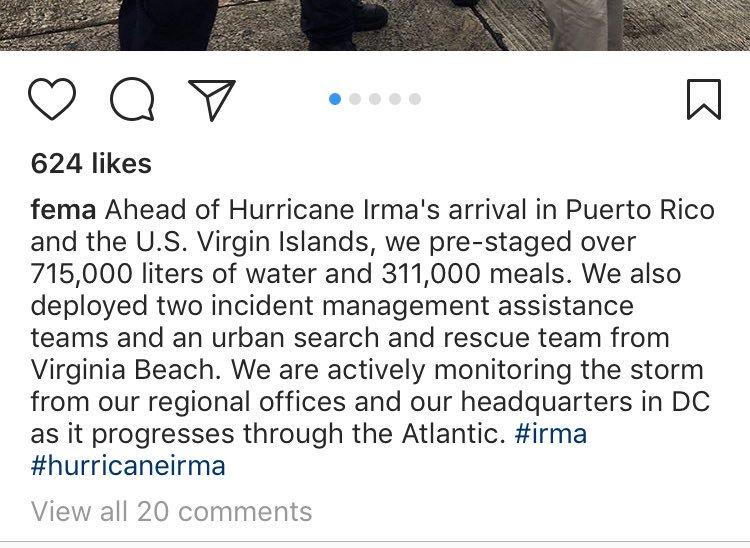 624 likes
fema Ahead of Hurricane Irma's arrival in Puerto Rico
and the U.S. Virgin Islands, we pre-staged over
715,000 liters of water and 311,000 meals. We also
deployed two incident management assistance
teams and an urban search and rescue team from
Virginia Beach. We are actively monitoring the storm
from our regional offices and our headquarters in DC
as it progresses through the Atlantic. #irma
#hurricaneirma
View all 20 comments